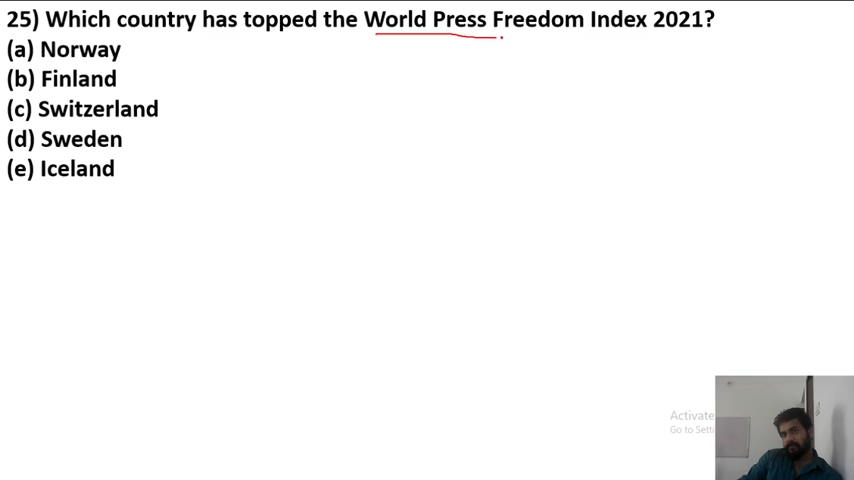 25) Which country has topped the World Press Freedom Index 2021?
(a) Norway
(b) Finland
(c) Switzerland
(d) Sweden
(e) Iceland
Activate
Go to Setti